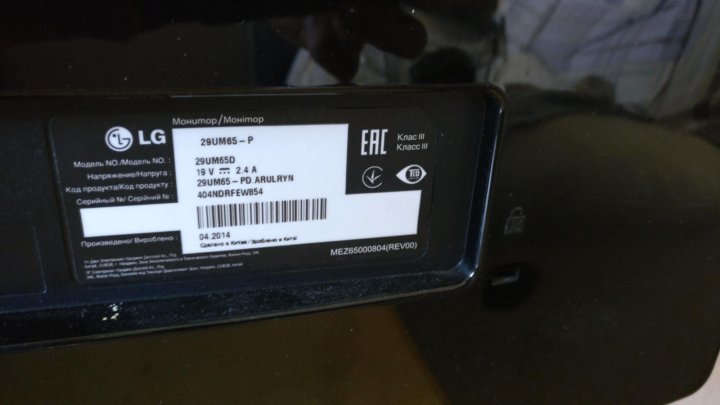 Монитор/Монітор
LG
29UM65-P
Модель NO./Модель NO.: 29UM65D
Напряжение/Напруга: 19 V ⎓ 2.4 A
Код продукта/Код продукту: 29UM65-PD.ARULRYN
Серийный №/ Серійний №: 404NDRFEW854
EAC
Клас III
Класс III
TCO
Произведено/ Вироблено: 04.2014
Сделано в Китае/Зроблено в Китаї
MEZ65000804(REV00)